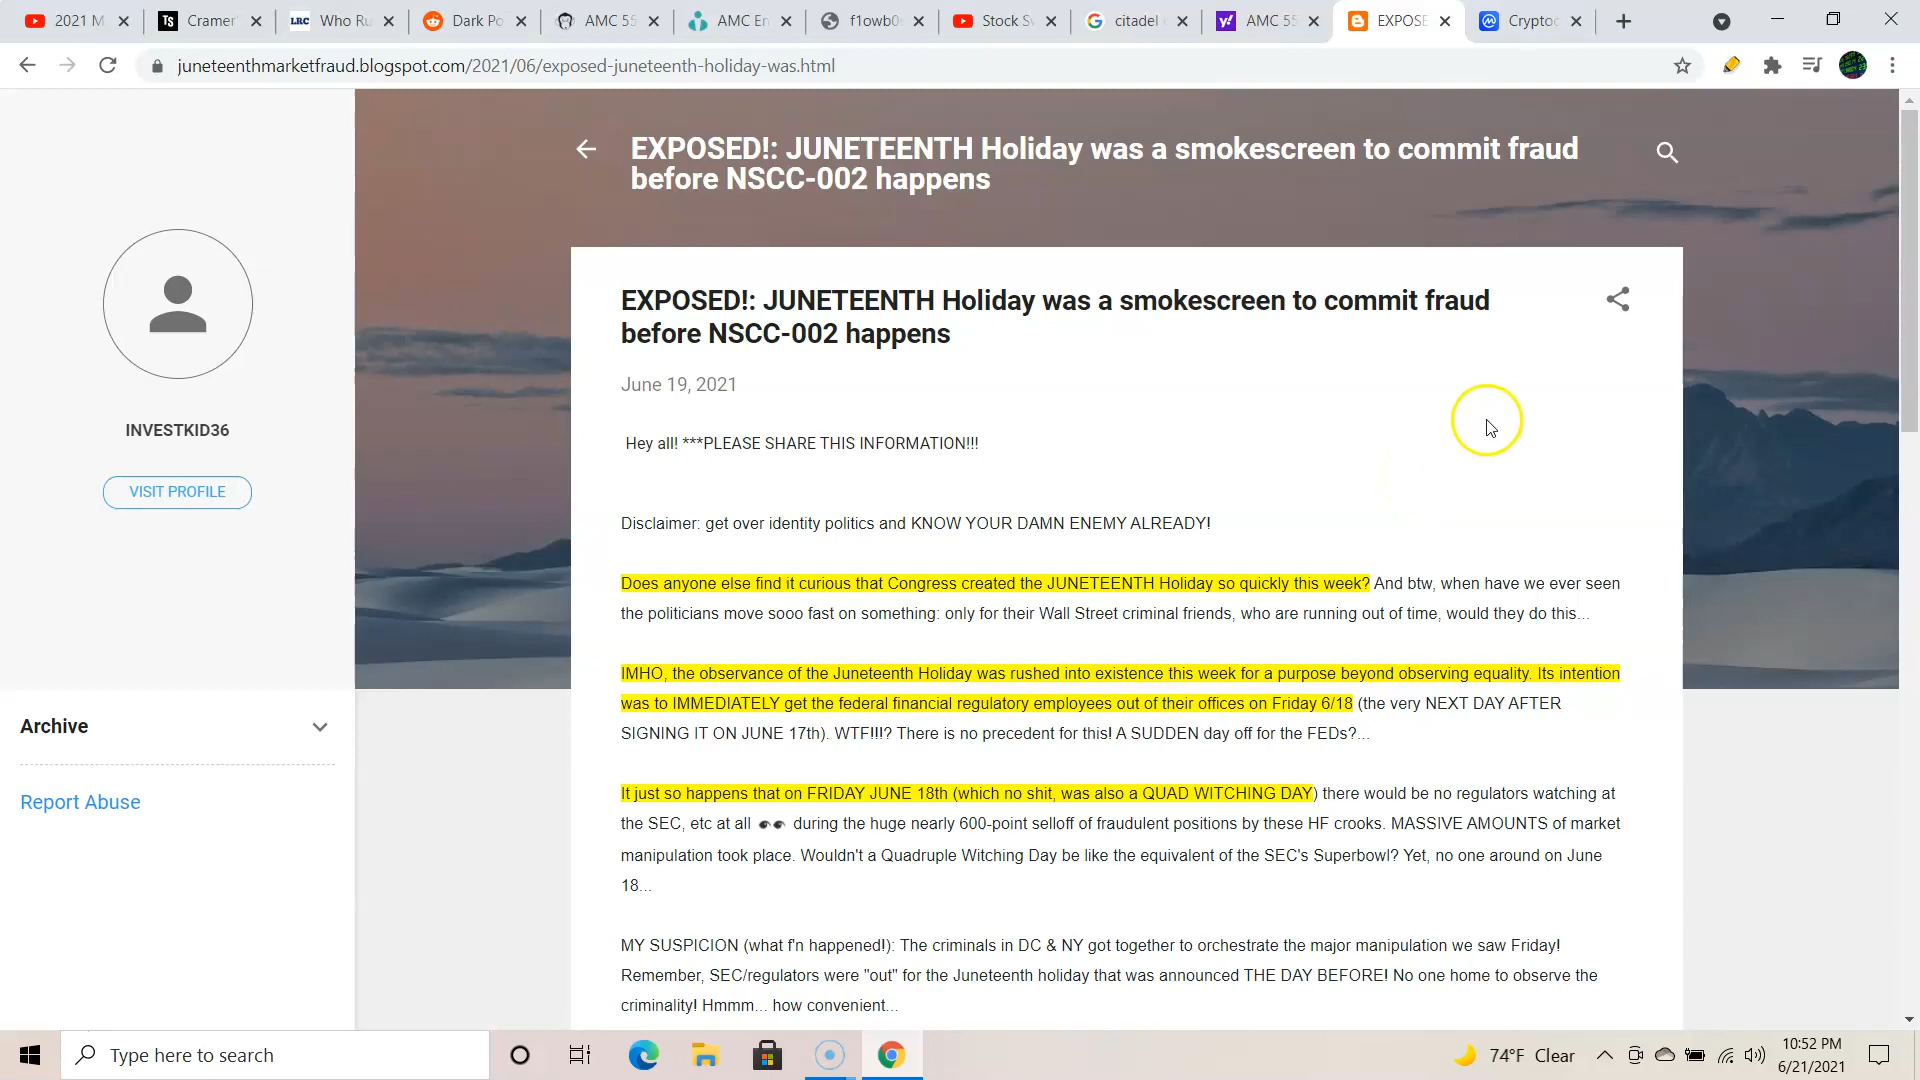 2021 M
Cramer
LRC
Who Ru
Dark Po
AMC 55
AMC En
f1owb0
Stock S
citadel
AMC 55
EXPOSE
Cryptoc
juneteenthmarketfraud.blogspot.com/2021/06/exposed-juneteenth-holiday-was.html
EXPOSED!: JUNETEENTH Holiday was a smokescreen to commit fraud
before NSCC-002 happens
EXPOSED!: JUNETEENTH Holiday was a smokescreen to commit fraud
before NSCC-002 happens
June 19, 2021
INVESTKID36
VISIT PROFILE
Hey all! ***PLEASE SHARE THIS INFORMATION!!!
Disclaimer: get over identity politics and KNOW YOUR DAMN ENEMY ALREADY!
Does anyone else find it curious that Congress created the JUNETEENTH Holiday so quickly this week? And btw, when have we ever seen
the politicians move sooo fast on something: only for their Wall Street criminal friends, who are running out of time, would they do this...
IMHO, the observance of the Juneteenth Holiday was rushed into existence this week for a purpose beyond observing equality. Its intention
was to IMMEDIATELY get the federal financial regulatory employees out of their offices on Friday 6/18 (the very NEXT DAY AFTER
SIGNING IT ON JUNE 17th). WTF!!!? There is no precedent for this! A SUDDEN day off for the FEDs?...
Archive
Report Abuse
It just so happens that on FRIDAY JUNE 18th (which no shit, was also a QUAD WITCHING DAY) there would be no regulators watching at
the SEC, etc at all 👀 during the huge nearly 600-point selloff of fraudulent positions by these HF crooks. MASSIVE AMOUNTS of market
manipulation took place. Wouldn't a Quadruple Witching Day be like the equivalent of the SEC's Superbowl? Yet, no one around on June
18...
MY SUSPICION (what f'n happened!): The criminals in DC & NY got together to orchestrate the major manipulation we saw Friday!
Remember, SEC/regulators were "out" for the Juneteenth holiday that was announced THE DAY BEFORE! No one home to observe the
criminality! Hmmm... how convenient...
Type here to search
74°F Clear
10:52 PM
6/21/2021